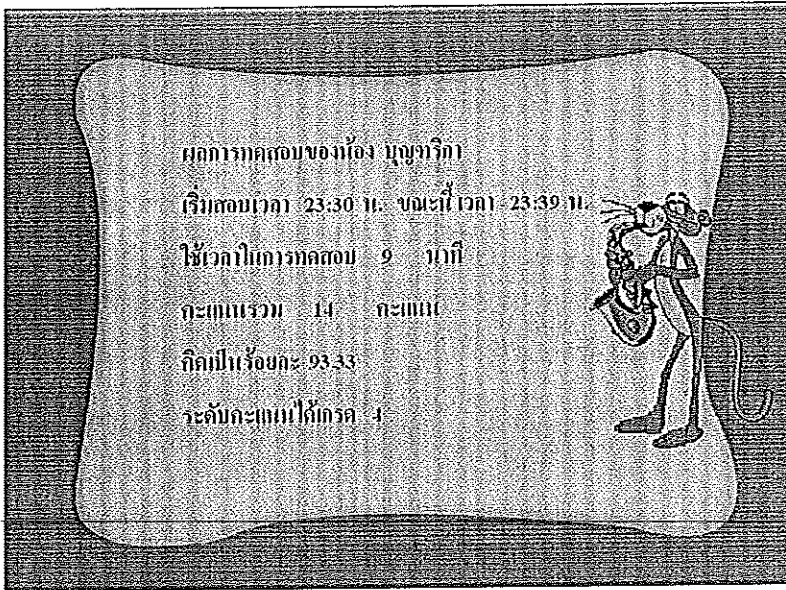 ผลการทดสอบของน้อง บุญทริกา
เริ่มสอบเวลา 23:30 น. ขณะนี้ เวลา 23:39 น.
ใช้เวลาในการทดสอบ 9 นาที
คะแนนรวม 14 คะแนน
คิดเป็นร้อยละ 93.33
ระดับคะแนนได้เกรด 4